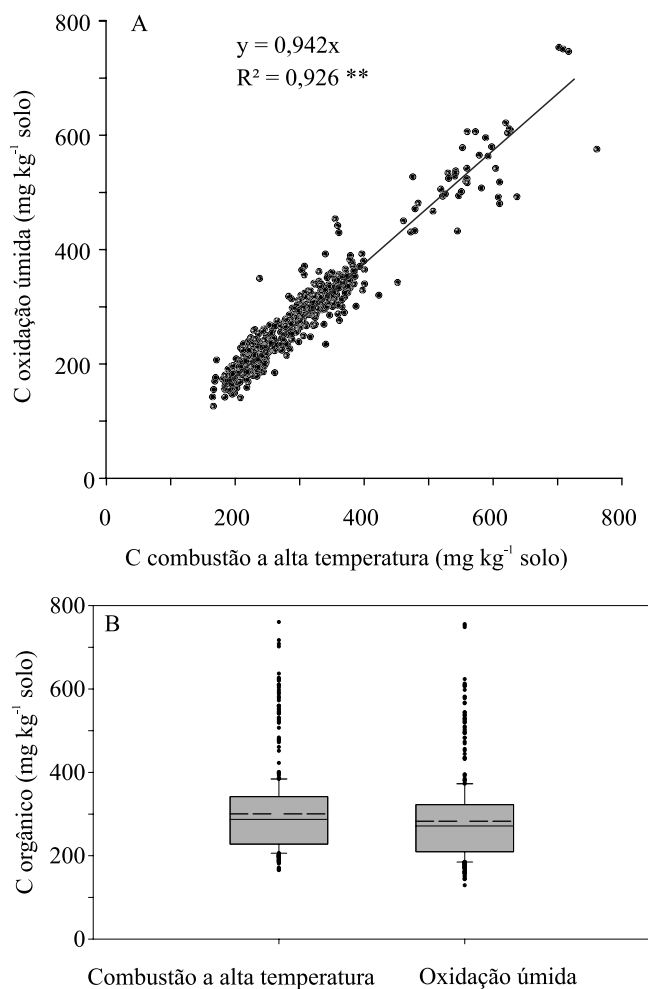 A
y = 0,942x
R² = 0,926 **
C oxidação úmida (mg kg⁻¹ solo)
800
600
400
200
0
0 200 400 600 800
C combustão a alta temperatura (mg kg⁻¹ solo)
B
C orgânico (mg kg⁻¹ solo)
800
600
400
200
0
Combustão a alta temperatura Oxidação úmida